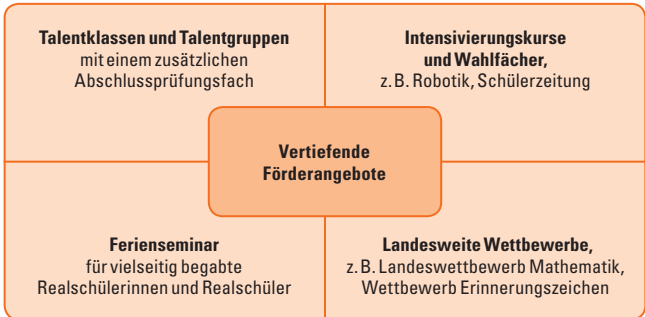 Talentklassen und Talentgruppen
mit einem zusätzlichen
Abschlussprüfungsfach
Intensivierungskurse
und Wahlfächer,
z. B. Robotik, Schülerzeitung
Vertiefende
Förderangebote
Ferienseminar
für vielseitig begabte
Realschülerinnen und Realschüler
Landesweite Wettbewerbe,
z. B. Landeswettbewerb Mathematik,
Wettbewerb Erinnerungszeichen